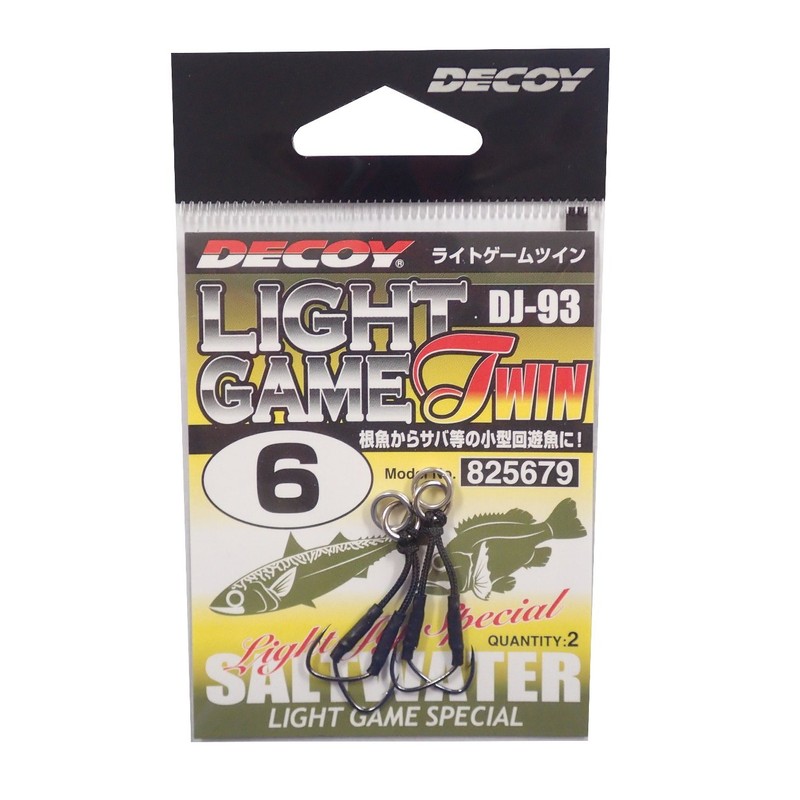 DECOY
DECOY® ライトゲームツイン
LIGHT DJ-93
GAME TWIN
根魚からサバ等の小型回遊魚に!
6 Model No. 825679
Light Jig Special
QUANTITY:2
SALTWATER
LIGHT GAME SPECIAL